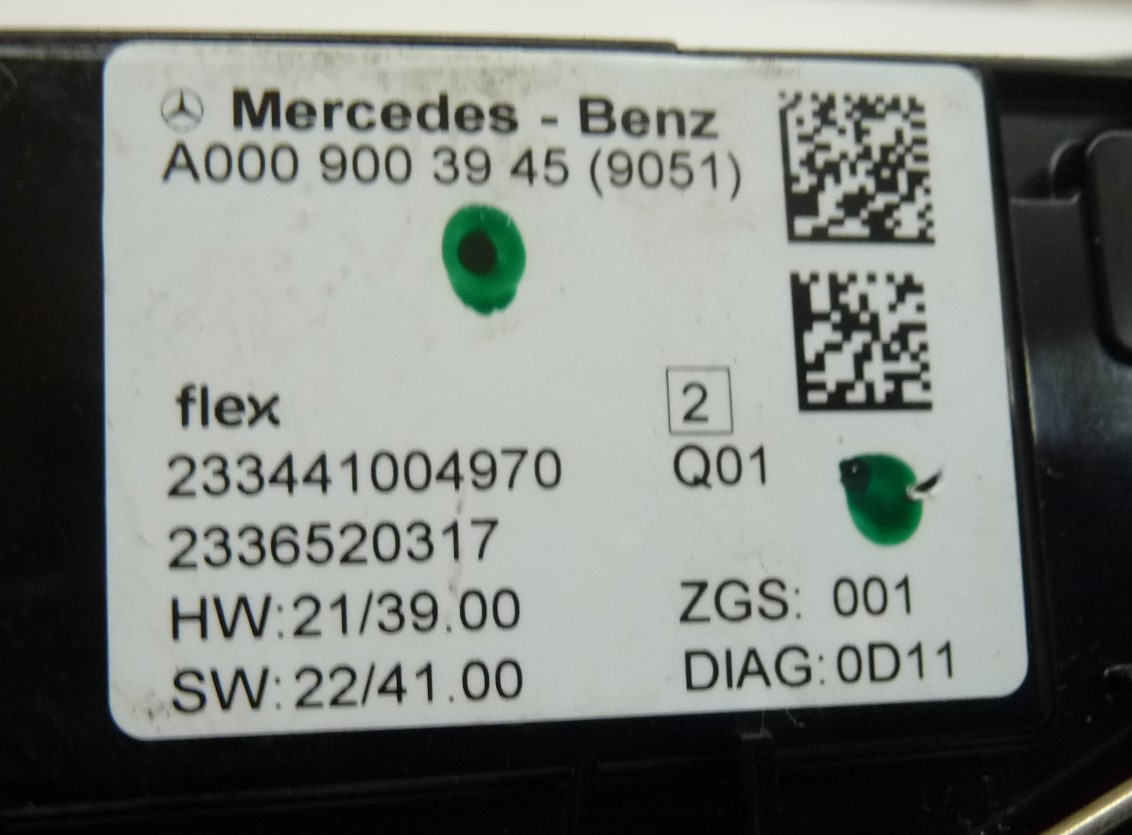 Mercedes - Benz
A000 900 39 45 (9051)
flex
2
233441004970
Q01
2336520317
HW:21/39.00
ZGS: 001
SW:22/41.00
DIAG:0D11